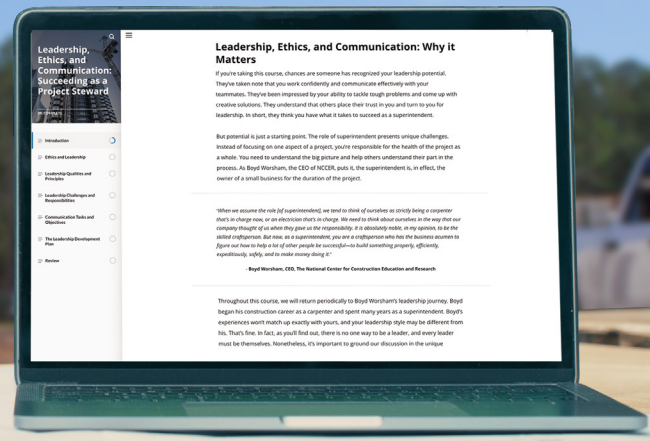 Leadership,
Ethics, and
Communication:
Succeeding as a
Project Steward
Introduction
Ethics and Leadership
Leadership Qualities and
Principles
Leadership Challenges and
Responsibilities
Communication Tasks and
Objectives
The Leadership Development
Plan
Review
Leadership, Ethics, and Communication: Why it
Matters
If you're taking this course, chances are someone has recognized your leadership potential.
They've taken note that you work confidently and communicate effectively with your
teammates. They've been impressed by your ability to tackle tough problems and come up with
creative solutions. They understand that others place their trust in you and turn to you for
leadership. In short, they think you have what it takes to succeed as a superintendent.
But potential is just a starting point. The role of superintendent presents unique challenges.
Instead of focusing on one aspect of a project, you're responsible for the health of the project as
a whole. You need to understand the big picture and help others understand their part in the
process. As Boyd Worsham, the CEO of NCCER, puts it, the superintendent is, in effect, the
owner of a small business for the duration of the project.
"When we assume the role [of superintendent], we tend to think of ourselves as strictly being a carpenter
that's in charge now, or an electrician that's in charge. We need to think about ourselves in the way that our
company thought of us when they gave us the responsibility. It is absolutely noble, in my opinion, to be the
skilled craftsperson. But now, as a superintendent, you are a craftsperson who has the business acumen to
figure out how to help a lot of other people be successful—to build something properly, efficiently,
expeditiously, safely, and to make money doing it."
- Boyd Worsham, CEO, The National Center for Construction Education and Research
Throughout this course, we will return periodically to Boyd Worsham's leadership journey. Boyd
began his construction career as a carpenter and spent many years as a superintendent. Boyd's
experiences won't match up exactly with yours, and your leadership style may be different from
his. That's fine. In fact, as you'll find out, there is no one way to be a leader, and every leader
must be themselves. Nonetheless, it's important to ground our discussion in the unique